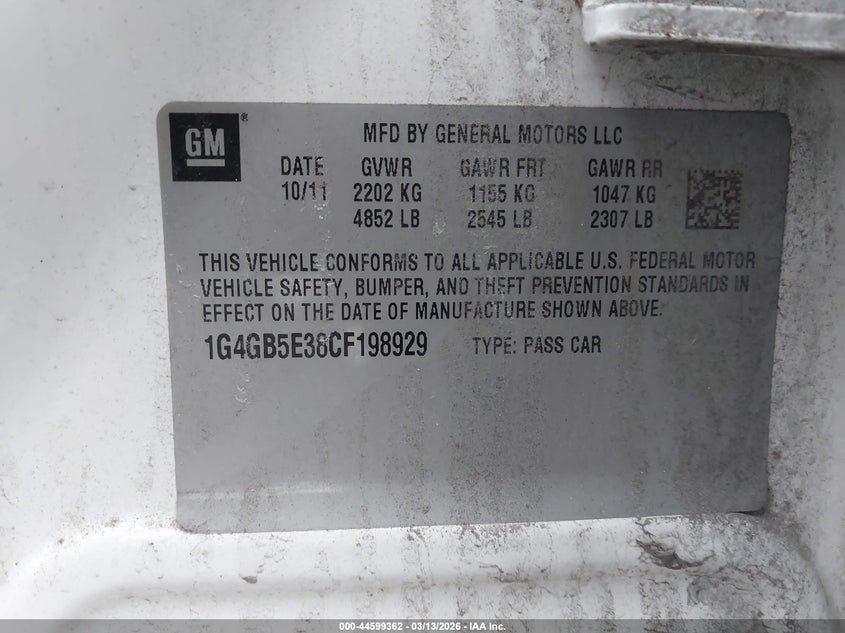 GM®
MFD BY GENERAL MOTORS LLC
DATE GVWR GAWR FRT GAWR RR
10/11 2202 KG 1155 KG 1047 KG
4852 LB 2545 LB 2307 LB
THIS VEHICLE CONFORMS TO ALL APPLICABLE U.S. FEDERAL MOTOR
VEHICLE SAFETY, BUMPER, AND THEFT PREVENTION STANDARDS IN
EFFECT ON THE DATE OF MANUFACTURE SHOWN ABOVE.
1G4GB5E38CF198929 TYPE: PASS CAR
000-44599362 - 03/13/2026 - IAA Inc.